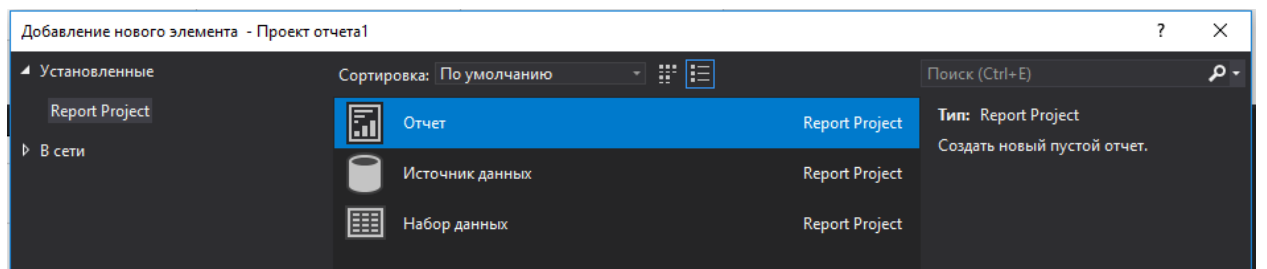 Добавление нового элемента - Проект отчета1
?
Установленные
Report Project
В сети
Сортировка: По умолчанию
Отчет Report Project
Источник данных Report Project
Набор данных Report Project
Поиск (Ctrl+E)
Тип: Report Project
Создать новый пустой отчет.